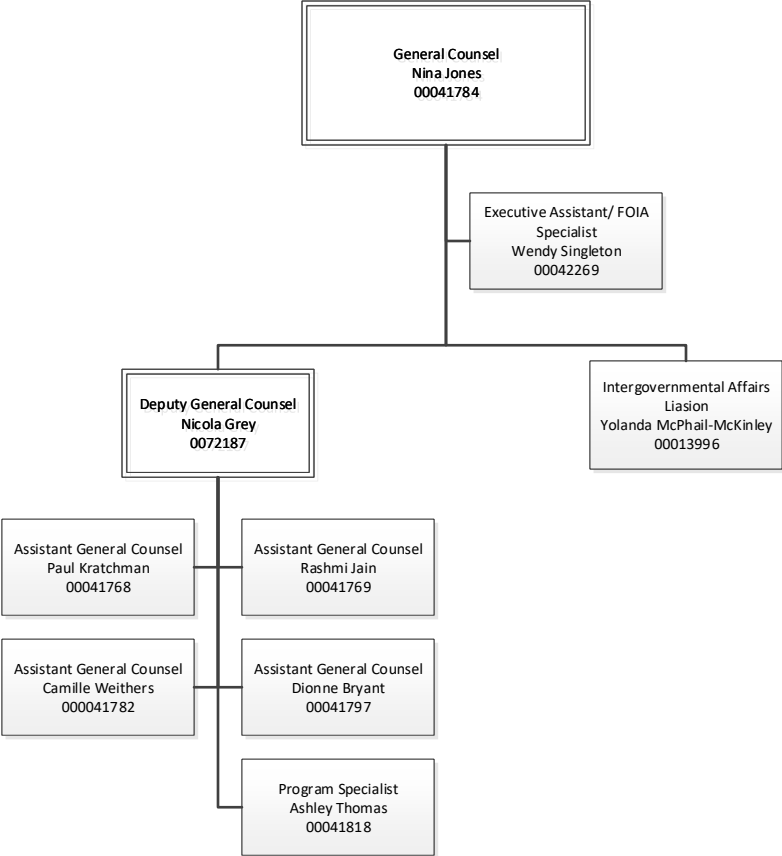 General Counsel
Nina Jones
00041784
Executive Assistant/ FOIA
Specialist
Wendy Singleton
00042269
Deputy General Counsel
Nicola Grey
0072187
Intergovernmental Affairs
Liasion
Yolanda McPhail-McKinley
00013996
Assistant General Counsel
Paul Kratchman
00041768
Assistant General Counsel
Rashmi Jain
00041769
Assistant General Counsel
Camille Weithers
000041782
Assistant General Counsel
Dionne Bryant
00041797
Program Specialist
Ashley Thomas
00041818